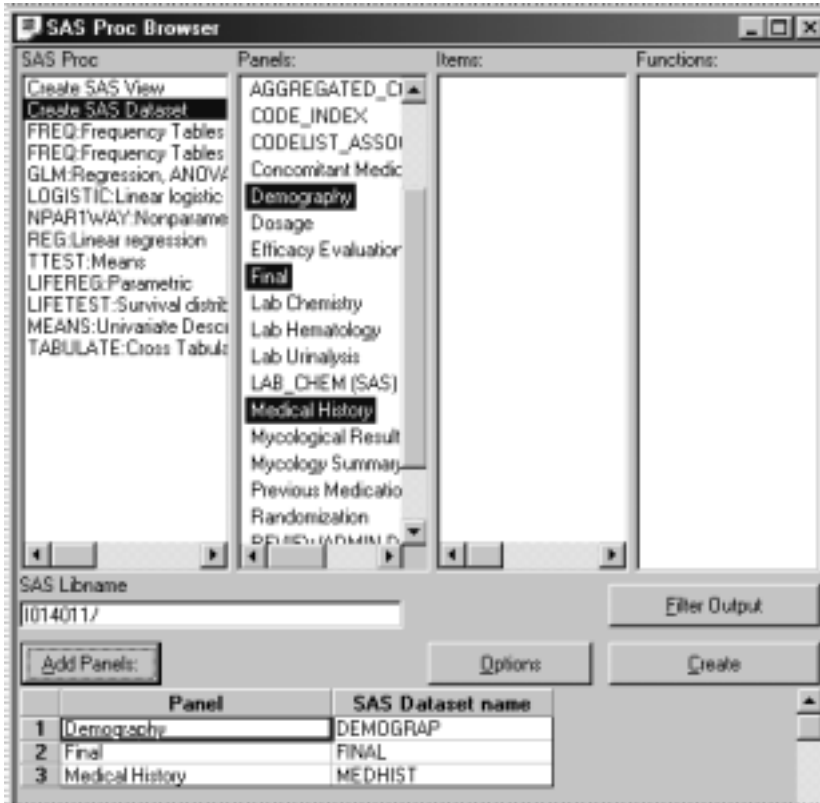 SAS Proc Browser
SAS Proc
Create SAS View
Create SAS Dataset
FREQ:Frequency Tables
FREQ:Frequency Tables
GLM:Regression, ANOVA
LOGISTIC:Linear logistic
NPAR1WAY:Nonparame
REG:Linear regression
TTEST:Means
LIFEREG:Parametric
LIFETEST:Survival distrib
MEANS:Univariate Descr
TABULATE:Cross Tabula
Panels:
AGGREGATED_C
CODE_INDEX
CODELIST_ASSO
Concomitant Medic
Demography
Dosage
Efficacy Evaluation
Final
Lab Chemistry
Lab Hematology
Lab Urinalysis
LAB_CHEM (SAS)
Medical History
Mycological Result
Mycology Summary
Previous Medicatio
Randomization
Items:
Functions:
SAS Libname
I014011/
Filter Output
Add Panels:
Options
Create
Panel SAS Dataset name
1 Demography DEMOGRAP
2 Final FINAL
3 Medical History MEDHIST